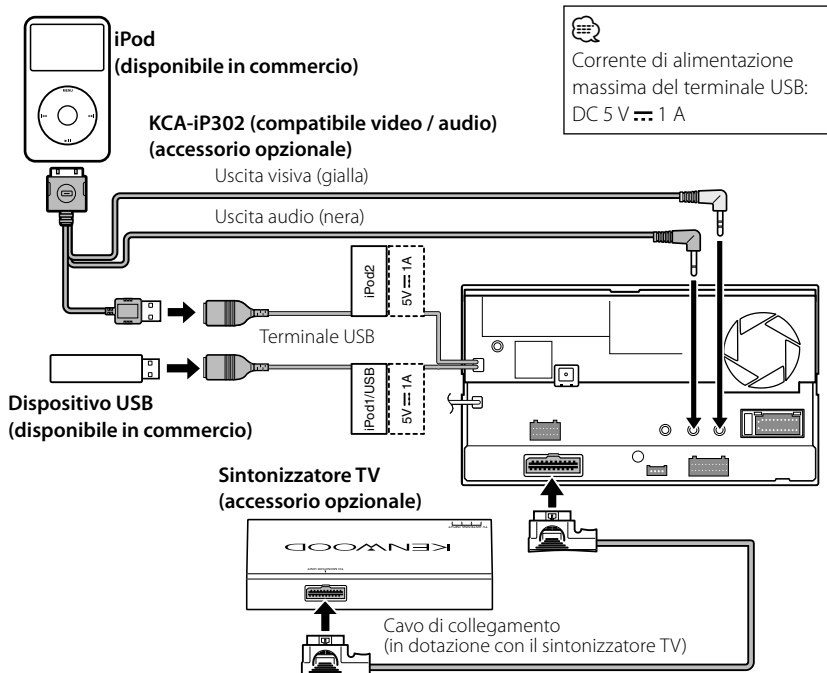 iPod
(disponibile in commercio)
Corrente di alimentazione
massima del terminale USB:
DC 5 V ⎓ 1 A
KCA-iP302 (compatibile video / audio)
(accessorio opzionale)
MENU
Uscita visiva (gialla)
Uscita audio (nera)
iPod2
5V ⎓ 1A
Terminale USB
iPod1/USB
5V ⎓ 1A
Dispositivo USB
(disponibile in commercio)
Sintonizzatore TV
(accessorio opzionale)
KENWOOD
Cavo di collegamento
(in dotazione con il sintonizzatore TV)